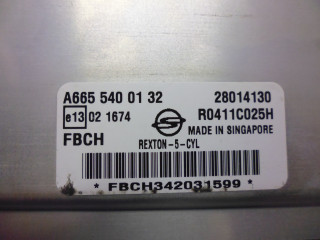 A665 540 01 32 28014130
e13 02 1674 R0411C025H
MADE IN SINGAPORE
FBCH REXTON-5-CYL
* FBCH342031599 *